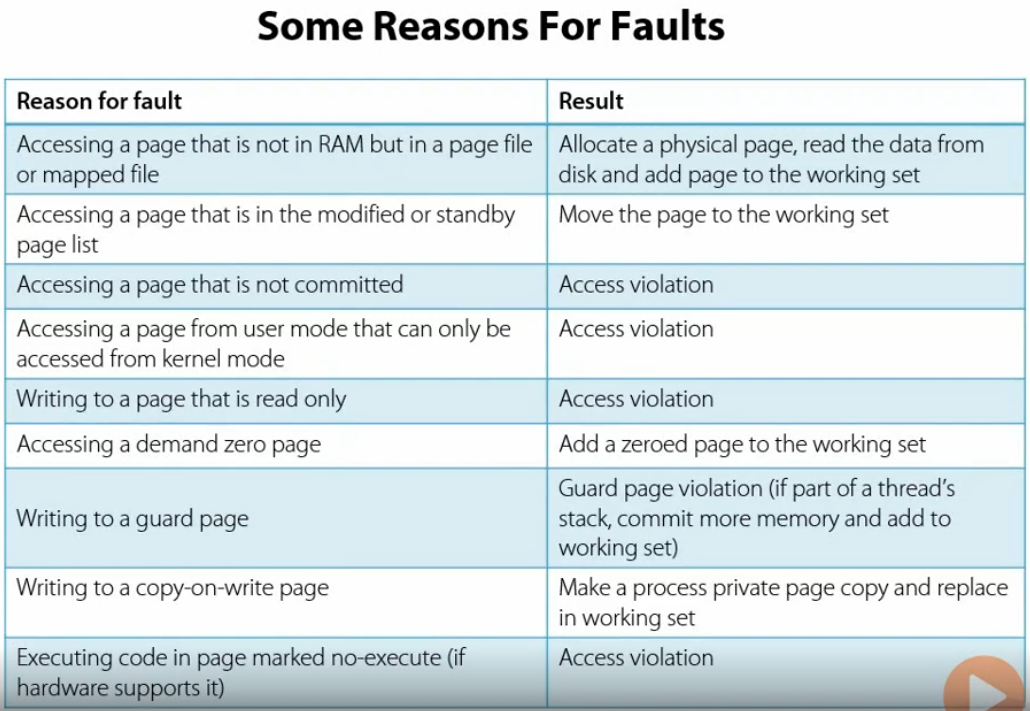 Some Reasons For Faults
Reason for fault
Result
Accessing a page that is not in RAM but in a page file
or mapped file
Allocate a physical page, read the data from
disk and add page to the working set
Accessing a page that is in the modified or standby
page list
Move the page to the working set
Accessing a page that is not committed
Access violation
Accessing a page from user mode that can only be
accessed from kernel mode
Access violation
Writing to a page that is read only
Access violation
Accessing a demand zero page
Add a zeroed page to the working set
Writing to a guard page
Guard page violation (if part of a thread's
stack, commit more memory and add to
working set)
Writing to a copy-on-write page
Make a process private page copy and replace
in working set
Executing code in page marked no-execute (if
hardware supports it)
Access violation